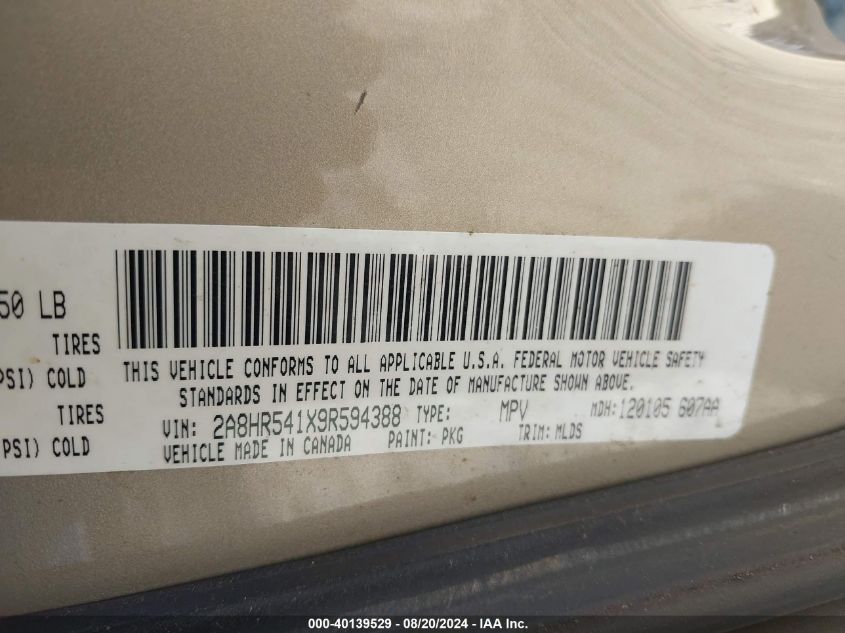 50 LB
TIRES
PSI) COLD
TIRES
PSI) COLD
THIS VEHICLE CONFORMS TO ALL APPLICABLE U.S.A. FEDERAL MOTOR VEHICLE SAFETY
STANDARDS IN EFFECT ON THE DATE OF MANUFACTURE SHOWN ABOVE.
VIN: 2A8HR541X9R594388 TYPE: MPV MDH: 120105 607AA
VEHICLE MADE IN CANADA PAINT: PKG TRIM: MLDS
000-40139529 - 08/20/2024 - IAA Inc.